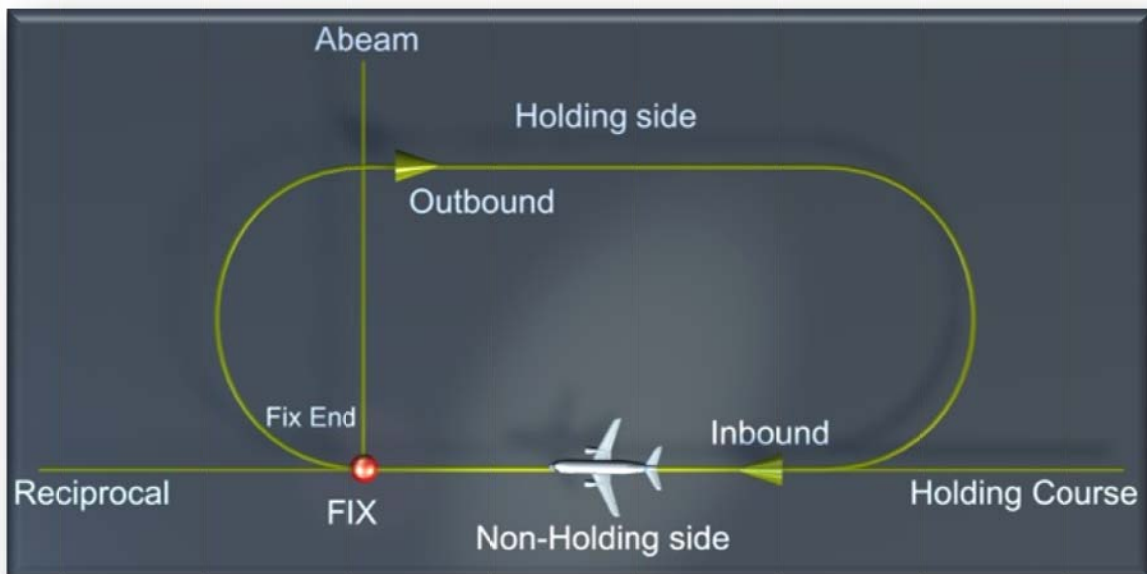 Abeam
Holding side
Outbound
Fix End
Inbound
Reciprocal
FIX
Holding Course
Non-Holding side